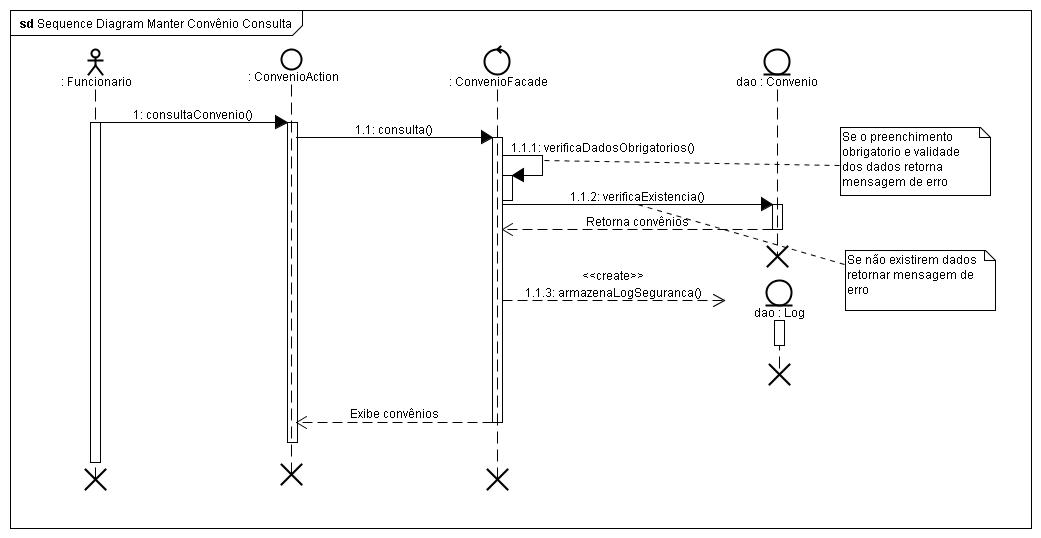 sd Sequence Diagram Manter Convênio Consulta
: Funcionario
: ConvenioAction
: ConvenioFacade
dao : Convenio
1: consultaConvenio()
1.1: consulta()
1.1.1: verificaDadosObrigatorios()
Se o preenchimento
obrigatorio e validade
dos dados retorna
mensagem de erro
1.1.2: verificaExistencia()
Retorna convênios
Se não existirem dados
retornar mensagem de
erro
<<create>>
1.1.3: armazenaLogSeguranca()
dao : Log
Exibe convênios